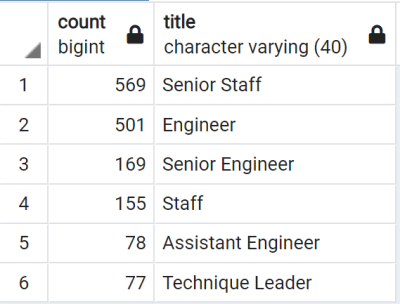 count title
bigint character varying (40)
1 569 Senior Staff
2 501 Engineer
3 169 Senior Engineer
4 155 Staff
5 78 Assistant Engineer
6 77 Technique Leader